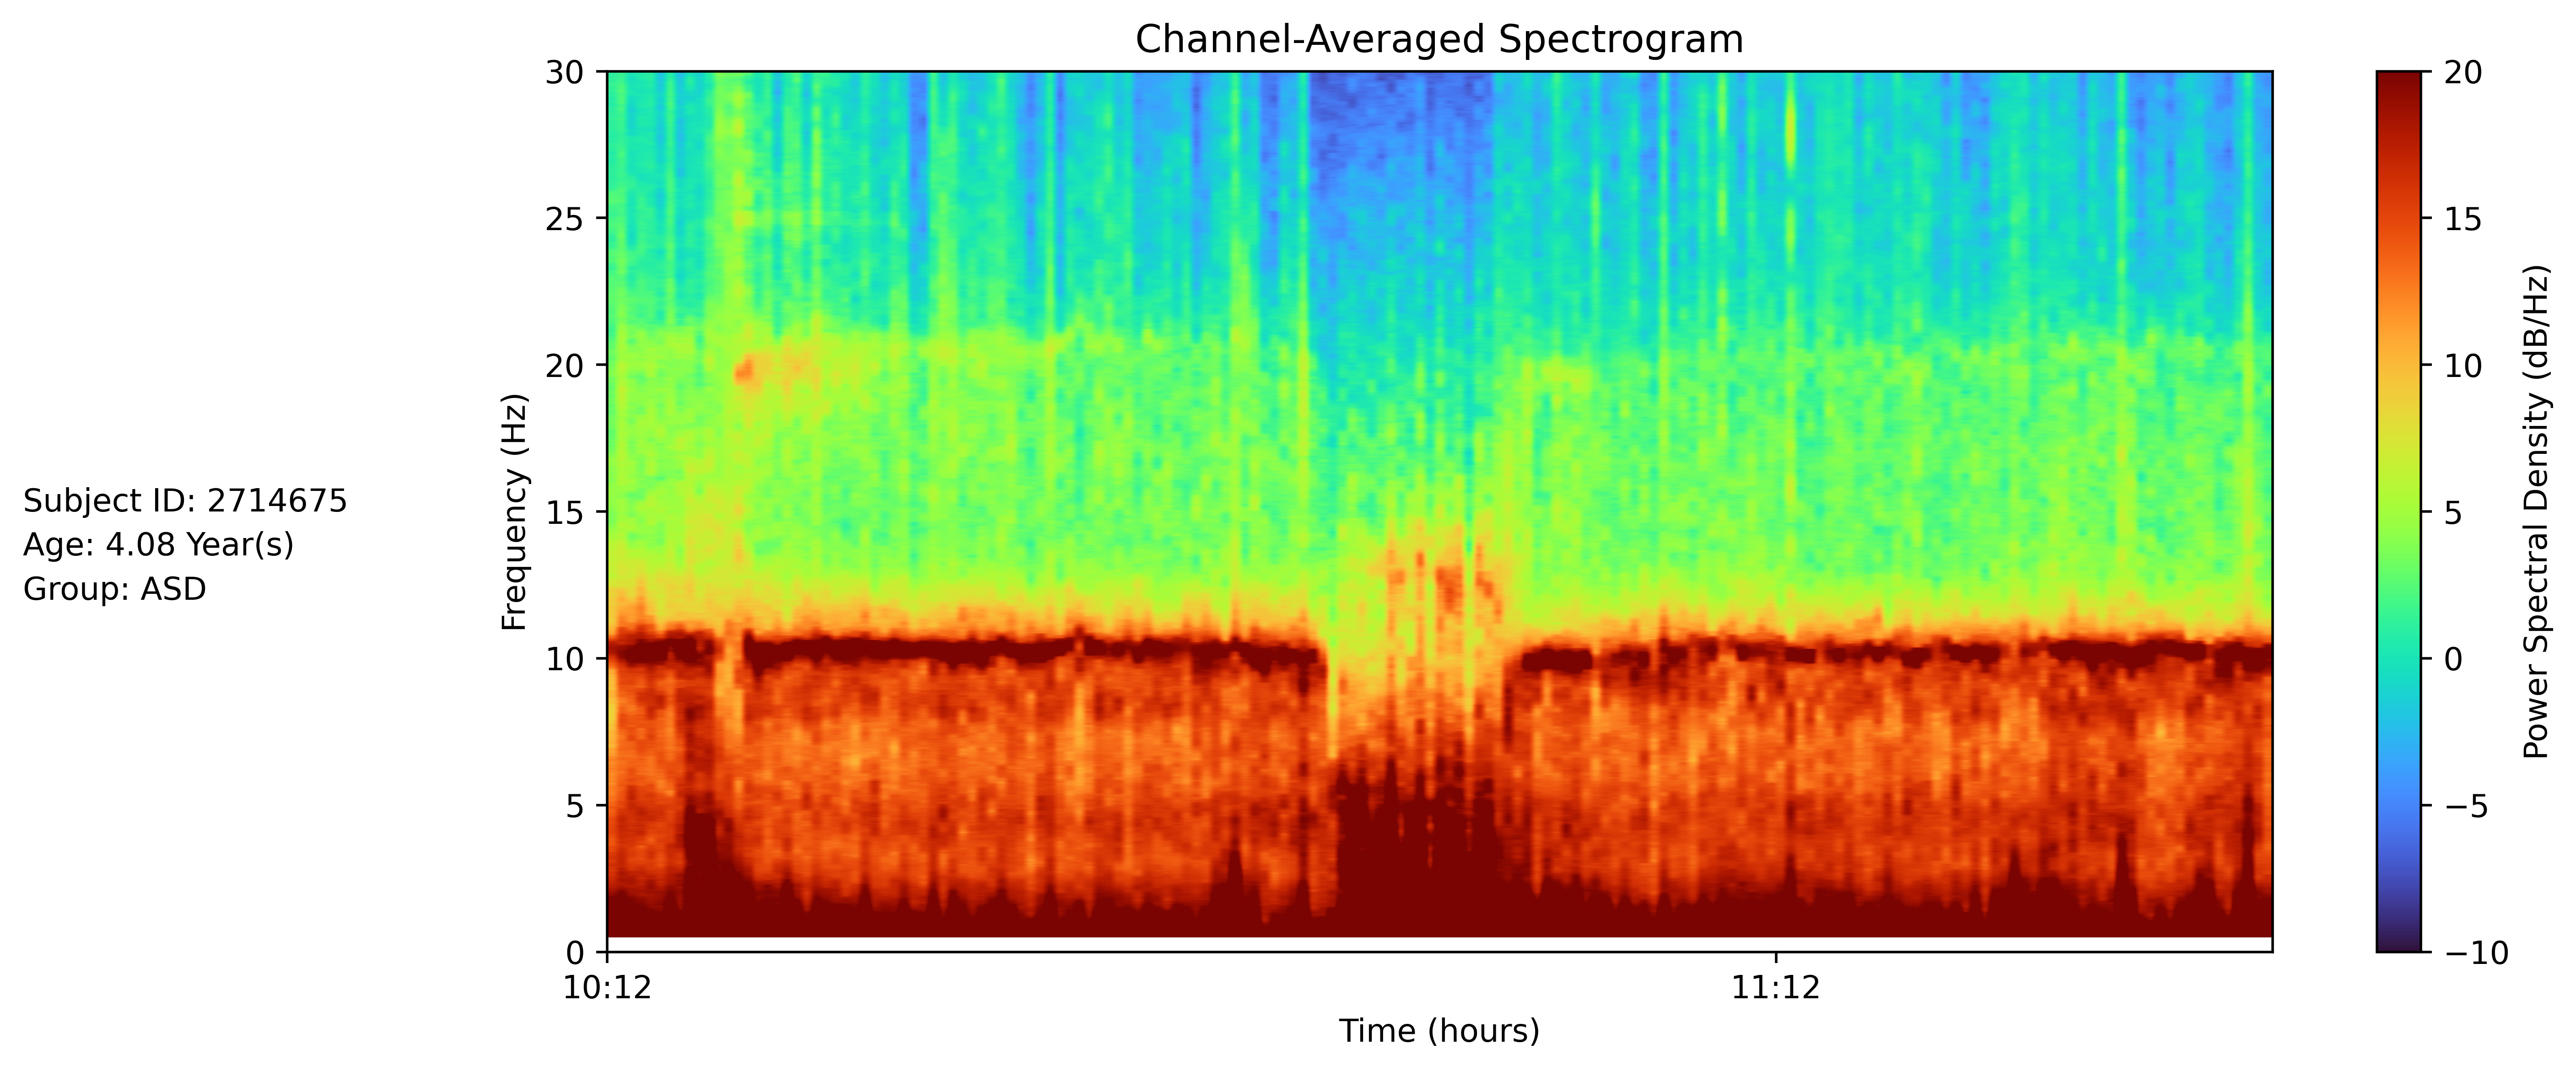 Channel-Averaged Spectrogram
Subject ID: 2714675
Age: 4.08 Year(s)
Group: ASD
Frequency (Hz)
30
25
20
15
10
5
0
10:12
11:12
Time (hours)
20
15
10
5
0
−5
−10
Power Spectral Density (dB/Hz)